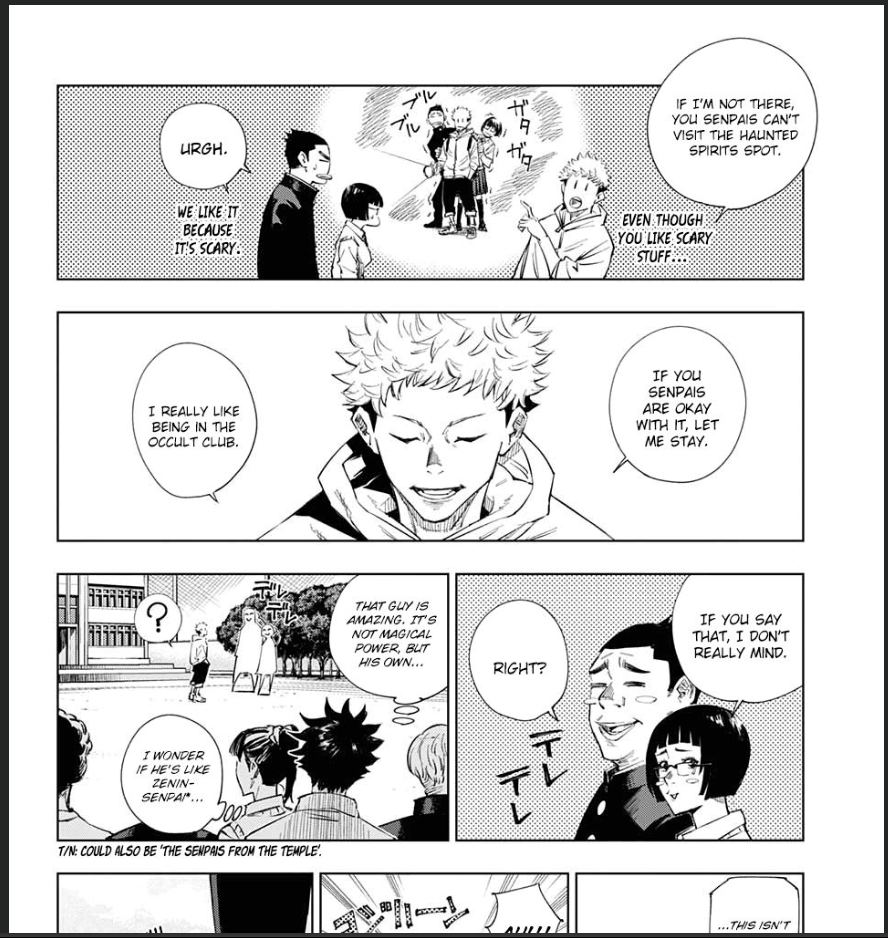 IF I'M NOT THERE,
YOU SENPAIS CAN'T
VISIT THE HAUNTED
SPIRITS SPOT.
EVEN THOUGH
YOU LIKE SCARY
STUFF...
ガタ
ガタ
ブル
ブル
URGH.
WE LIKE IT
BECAUSE
IT'S SCARY.
IF YOU
SENPAIS
ARE OKAY
WITH IT, LET
ME STAY.
I REALLY LIKE
BEING IN THE
OCCULT CLUB.
?
デレ
デレ
THAT GUY IS
AMAZING. IT'S
NOT MAGICAL
POWER, BUT
HIS OWN...
I WONDER
IF HE'S LIKE
ZENIN-
SENPAI*...
T/N: COULD ALSO BE 'THE SENPAIS FROM THE TEMPLE'.
IF YOU SAY
THAT, I DON'T
REALLY MIND.
RIGHT?
テレ
テレ
...THIS ISN'T